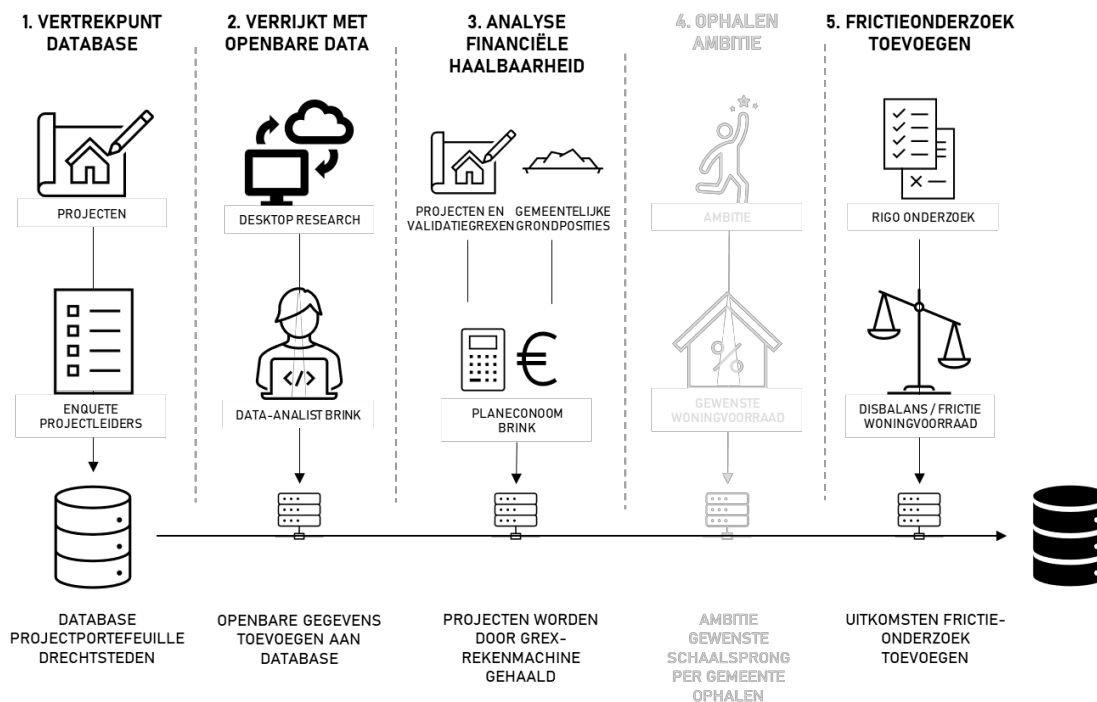 1. VERTREKPUNT
DATABASE
PROJECTEN
ENQUETE
PROJECTLEIDERS
DATABASE
PROJECTPORTEFEUILLE
DRECHTSTEDEN
2. VERRIJKT MET
OPENBARE DATA
DESKTOP RESEARCH
</>
DATA-ANALIST BRINK
OPENBARE GEGEVENS
TOEVOEGEN AAN
DATABASE
3. ANALYSE
FINANCIËLE
HAALBAARHEID
PROJECTEN EN
VALIDATIEGREXEN
GEMEENTELIJKE
GRONDPOSITIES
€
PLANECONOOM
BRINK
PROJECTEN WORDEN
DOOR GREX-
REKENMACHINE
GEHAALD
4. OPHALEN
AMBITIE
AMBITIE
%
GEWENSTE
WONINGVOORRAAD
AMBITIE
GEWENSTE
SCHAALSPRONG
PER GEMEENTE
OPHALEN
5. FRICTIEONDERZOEK
TOEVOEGEN
RIGO ONDERZOEK
DISBALANS / FRICTIE
WONINGVOORRAAD
UITKOMSTEN FRICTIE-
ONDERZOEK
TOEVOEGEN